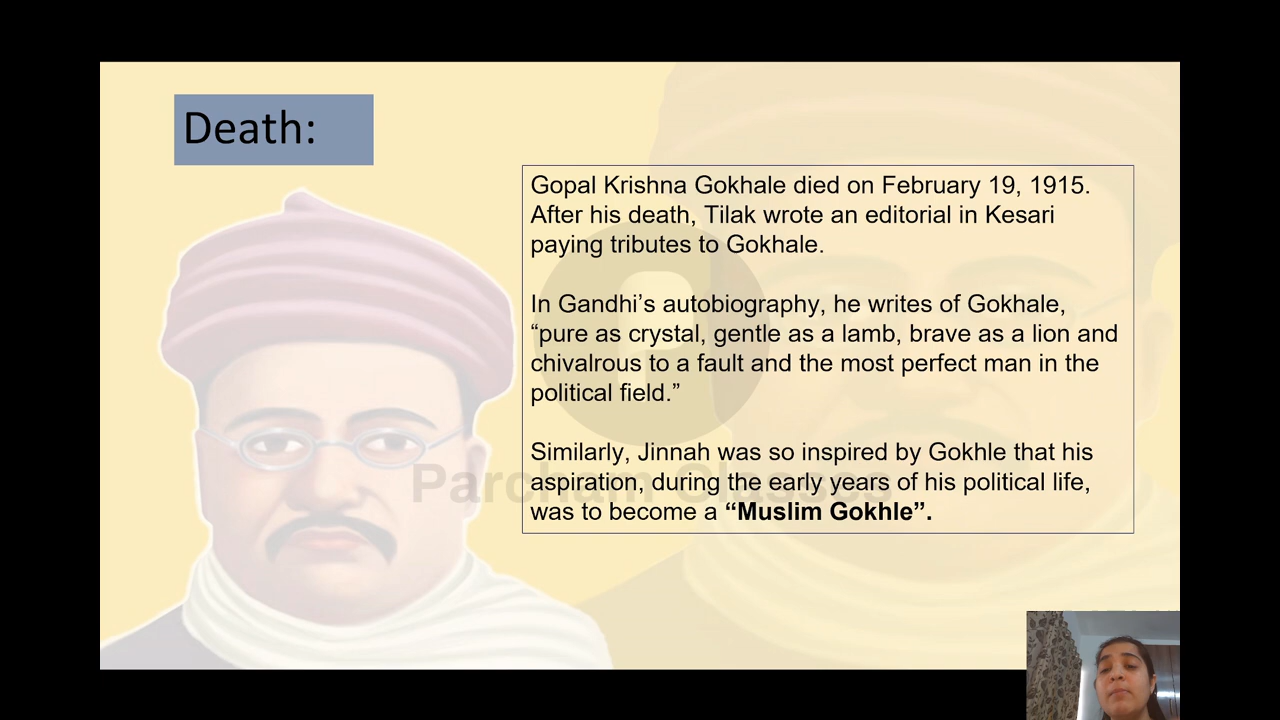 Death:
Gopal Krishna Gokhale died on February 19, 1915.
After his death, Tilak wrote an editorial in Kesari
paying tributes to Gokhale.
In Gandhi’s autobiography, he writes of Gokhale,
“pure as crystal, gentle as a lamb, brave as a lion and
chivalrous to a fault and the most perfect man in the
political field.”
Similarly, Jinnah was so inspired by Gokhle that his
aspiration, during the early years of his political life,
was to become a “Muslim Gokhle”.
Parcham Classes